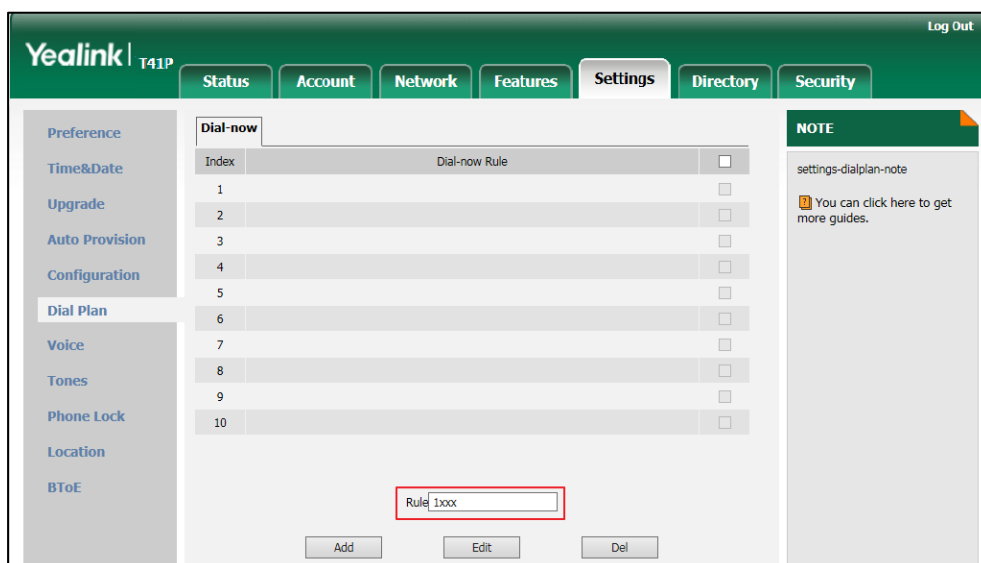 Log Out
Yealink T41P
Status Account Network Features Settings Directory Security
Preference
Time&Date
Upgrade
Auto Provision
Configuration
Dial Plan
Voice
Tones
Phone Lock
Location
BToE
Dial-now
Index Dial-now Rule
1
2
3
4
5
6
7
8
9
10
Rule 1xxx
Add Edit Del
NOTE
settings-dialplan-note
? You can click here to get
more guides.